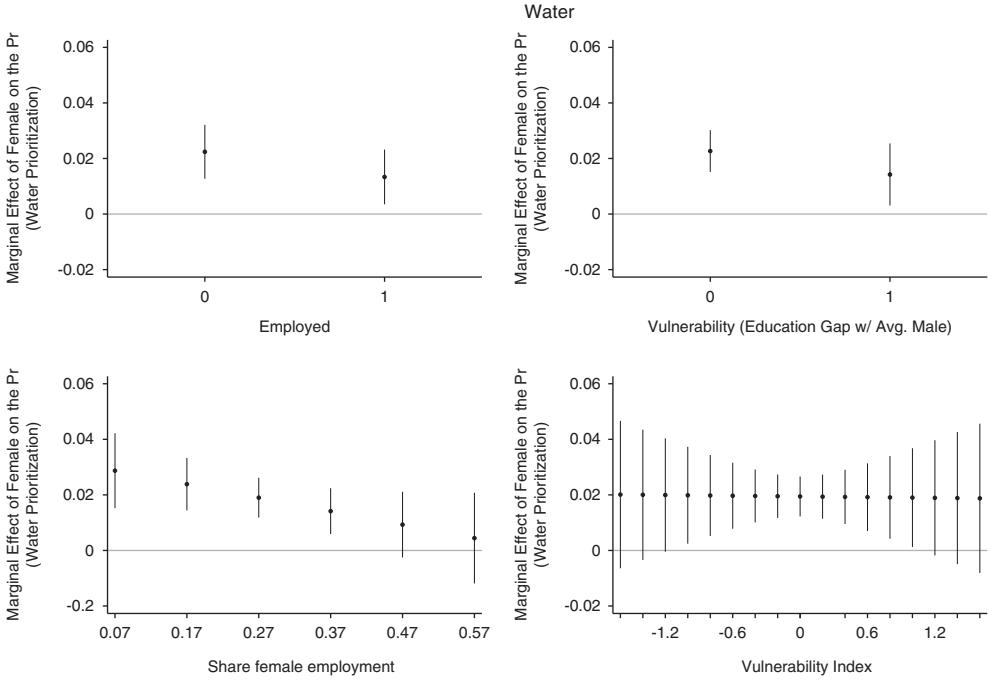 Water
Marginal Effect of Female on the Pr
(Water Prioritization)
0.06
0.04
0.02
0
-0.02
0 1
Employed
Marginal Effect of Female on the Pr
(Water Prioritization)
0.06
0.04
0.02
0
-0.02
0 1
Vulnerability (Education Gap w/ Avg. Male)
Marginal Effect of Female on the Pr
(Water Prioritization)
0.06
0.04
0.02
0
-0.2
0.07 0.17 0.27 0.37 0.47 0.57
Share female employment
Marginal Effect of Female on the Pr
(Water Prioritization)
0.06
0.04
0.02
0
-0.02
-1.2 -0.6 0 0.6 1.2
Vulnerability Index